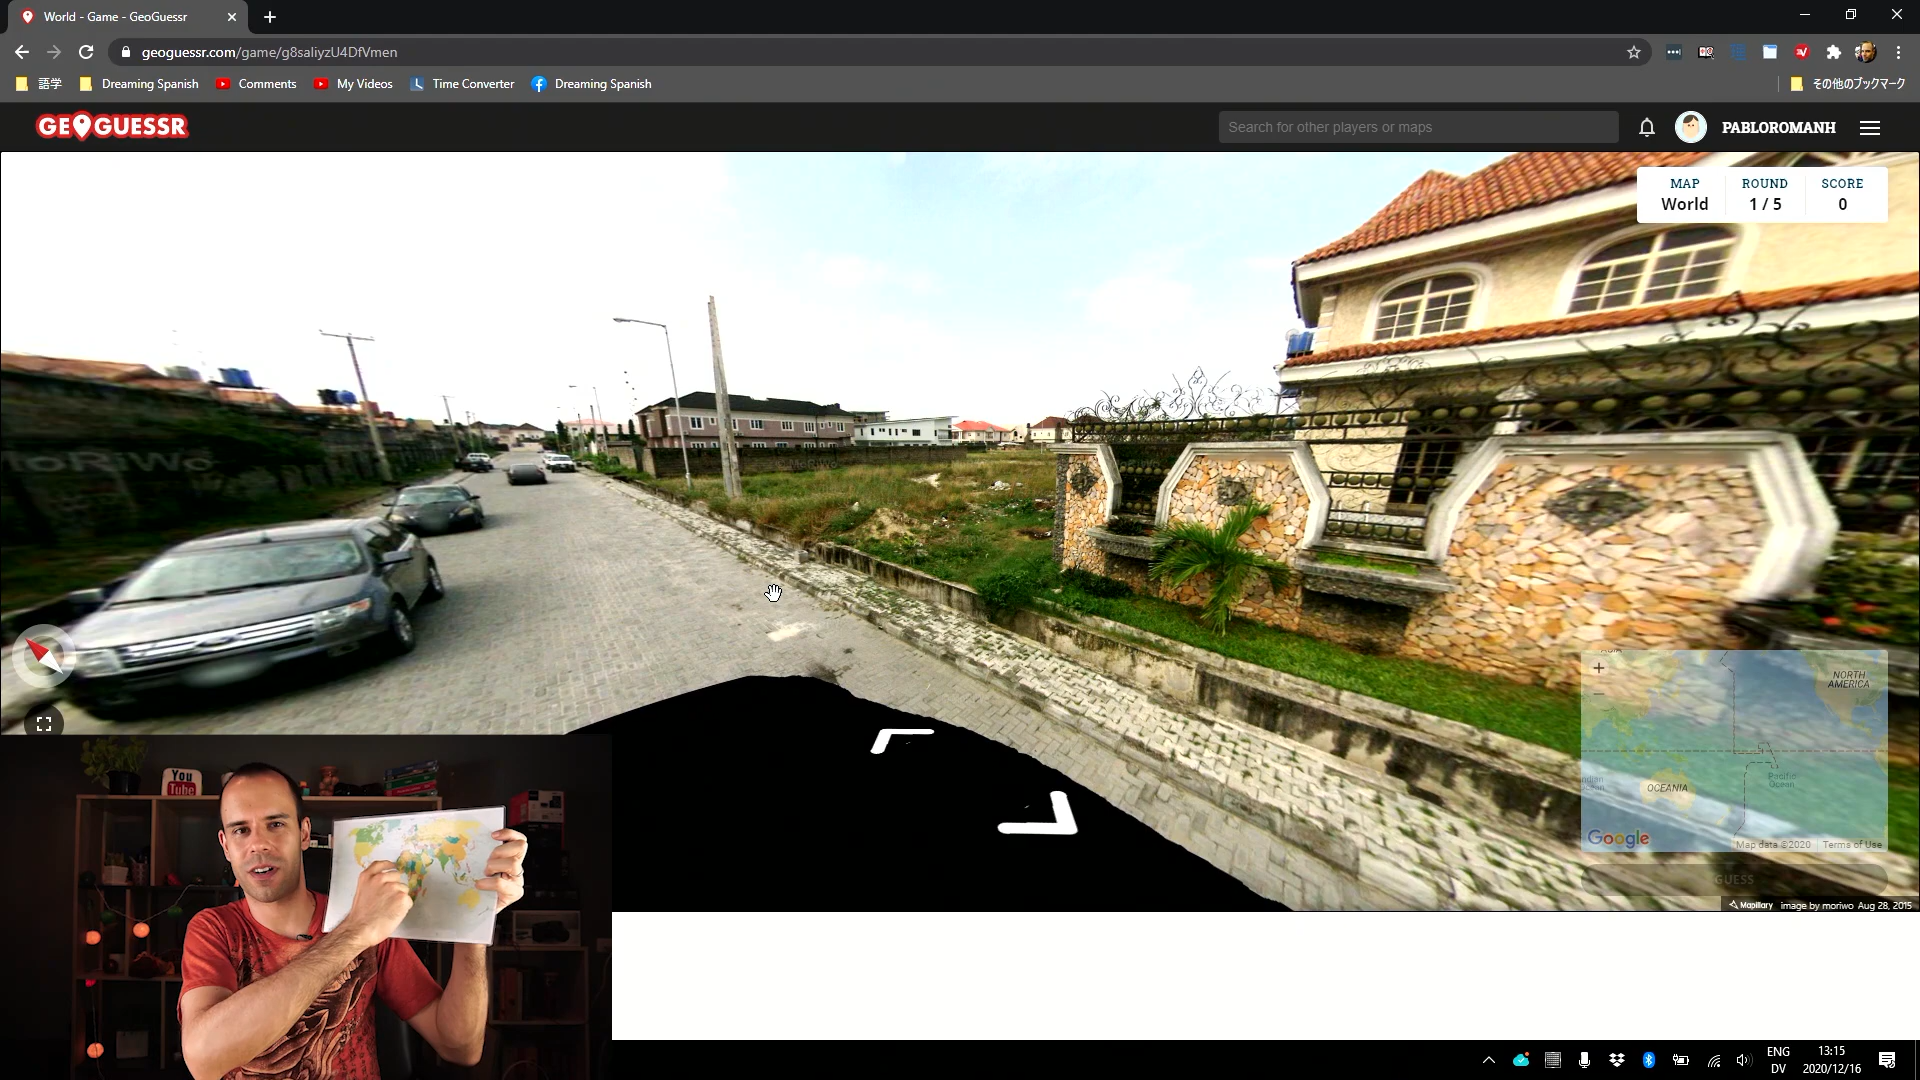 World - Game - GeoGuessr
geoguessr.com/game/g8saliyzU4DfVmen
語学
Dreaming Spanish
Comments
My Videos
Time Converter
Dreaming Spanish
その他のブックマーク
GEOGUESSR
Search for other players or maps
PABLOROMANH
MAP
World
ROUND
1 / 5
SCORE
0
MoRiWo
NORTH
AMERICA
OCEANIA
Pacific
Ocean
Indian
Ocean
Google
Map data ©2020
Terms of Use
GUESS
Mapillary image by moriwo Aug 28, 2015
You
Tube
ENG
DV
13:15
2020/12/16